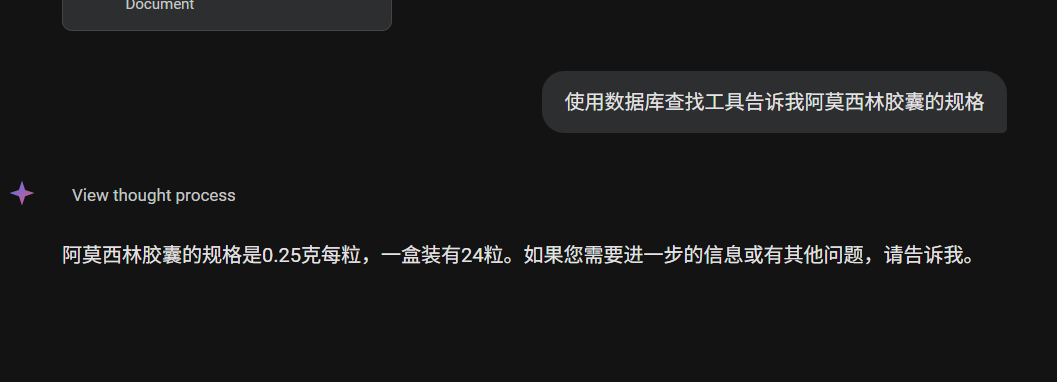 Document
使用数据库查找工具告诉我阿莫西林胶囊的规格
View thought process
阿莫西林胶囊的规格是0.25克每粒，一盒装有24粒。如果您需要进一步的信息或有其他问题，请告诉我。